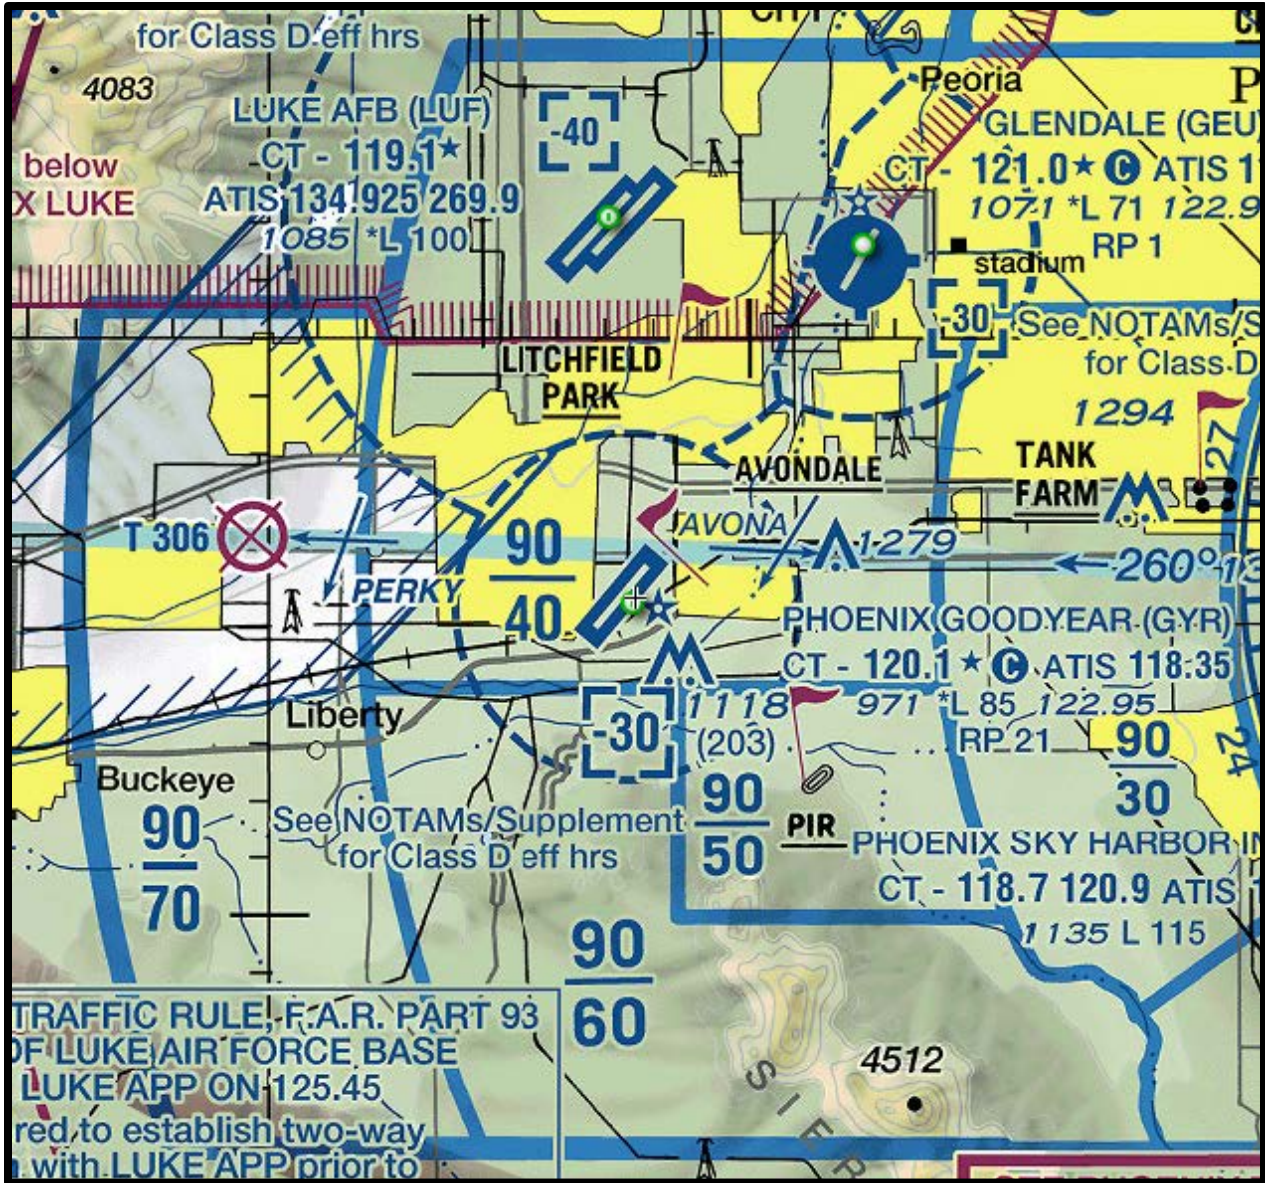 CITY
for Class D eff hrs
4083
Peoria
LUKE AFB (LUF)
CT - 119.1★
ATIS 134.925 269.9
1085 *L 100
-40
GLENDALE (GEU)
CT - 121.0★ C ATIS 1
1071 *L 71 122.9
RP 1
below
X LUKE
stadium
-30
See NOTAMs/S
for Class D
LITCHFIELD
PARK
1294
27
AVONDALE
TANK
FARM
T 306
90
40
AVONA
1279
260°
13
PERKY
PHOENIX GOODYEAR (GYR)
CT - 120.1 ★ C ATIS 118.35
971 *L 85 122.95
RP 21
Liberty
-30
1118
(203)
90
30
24
Buckeye
90
70
See NOTAMs/Supplement
for Class D eff hrs
90
50
PIR
PHOENIX SKY HARBOR IN
CT - 118.7 120.9 ATIS 1
1135 L 115
90
60
TRAFFIC RULE, F.A.R. PART 93
OF LUKE AIR FORCE BASE
LUKE APP ON 125.45
red to establish two-way
with LUKE APP prior to
4512
SIER